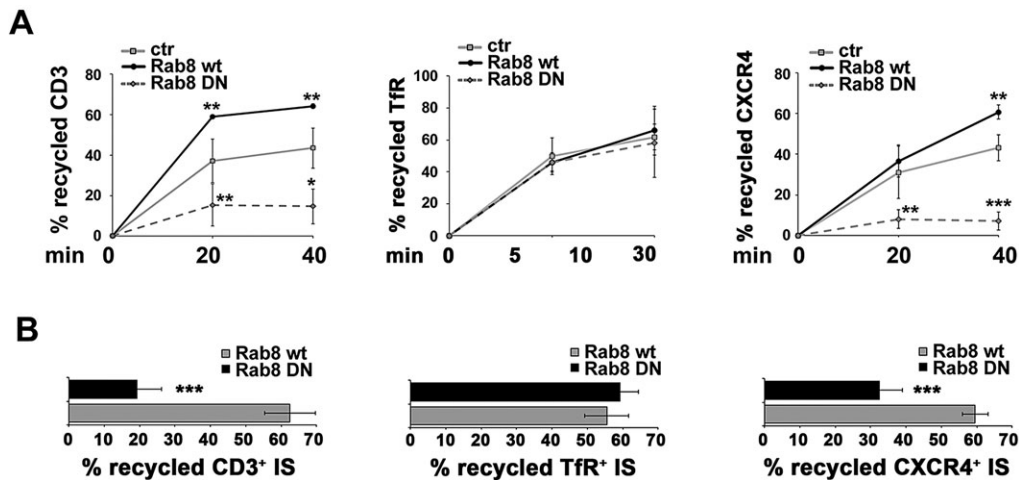 A
ctr
Rab8 wt
Rab8 DN
% recycled CD3
80
60
40
20
0
** **
** *
min 0 20 40
ctr
Rab8 wt
Rab8 DN
% recycled TfR
100
80
60
40
20
0
min 0 5 10 30
ctr
Rab8 wt
Rab8 DN
% recycled CXCR4
80
60
40
20
0
**
** ***
min 0 20 40
B
Rab8 wt
Rab8 DN
***
0 10 20 30 40 50 60 70
% recycled CD3⁺ IS
Rab8 wt
Rab8 DN
0 10 20 30 40 50 60 70
% recycled TfR⁺ IS
Rab8 wt
Rab8 DN
***
0 10 20 30 40 50 60 70
% recycled CXCR4⁺ IS